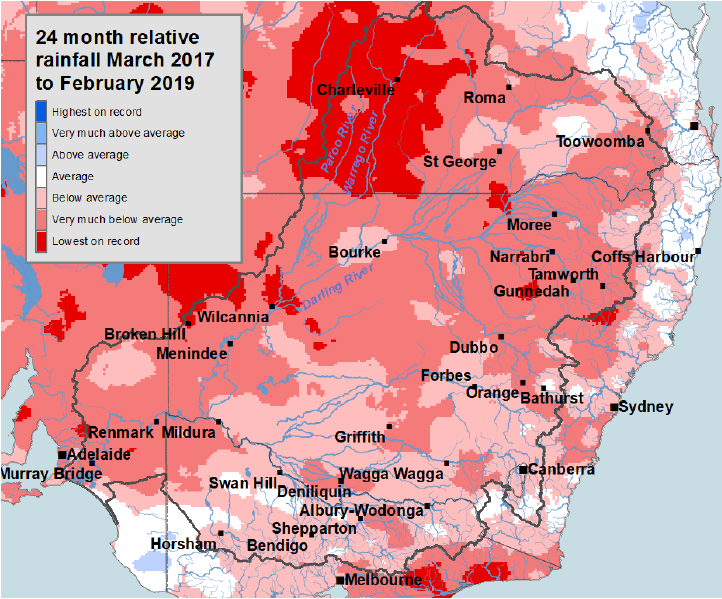 24 month relative
rainfall March 2017
to February 2019
Highest on record
Very much above average
Above average
Average
Below average
Very much below average
Lowest on record
Charleville
Roma
Paroo River
Warrego River
Toowoomba
St George
Moree
Bourke
Narrabri
Coffs Harbour
Tamworth
Gunnedah
Darling River
Wilcannia
Broken Hill
Menindee
Dubbo
Forbes
Orange
Bathurst
Sydney
Renmark
Mildura
Griffith
Adelaide
Murray Bridge
Swan Hill
Wagga Wagga
Canberra
Deniliquin
Albury-Wodonga
Shepparton
Horsham
Bendigo
Melbourne